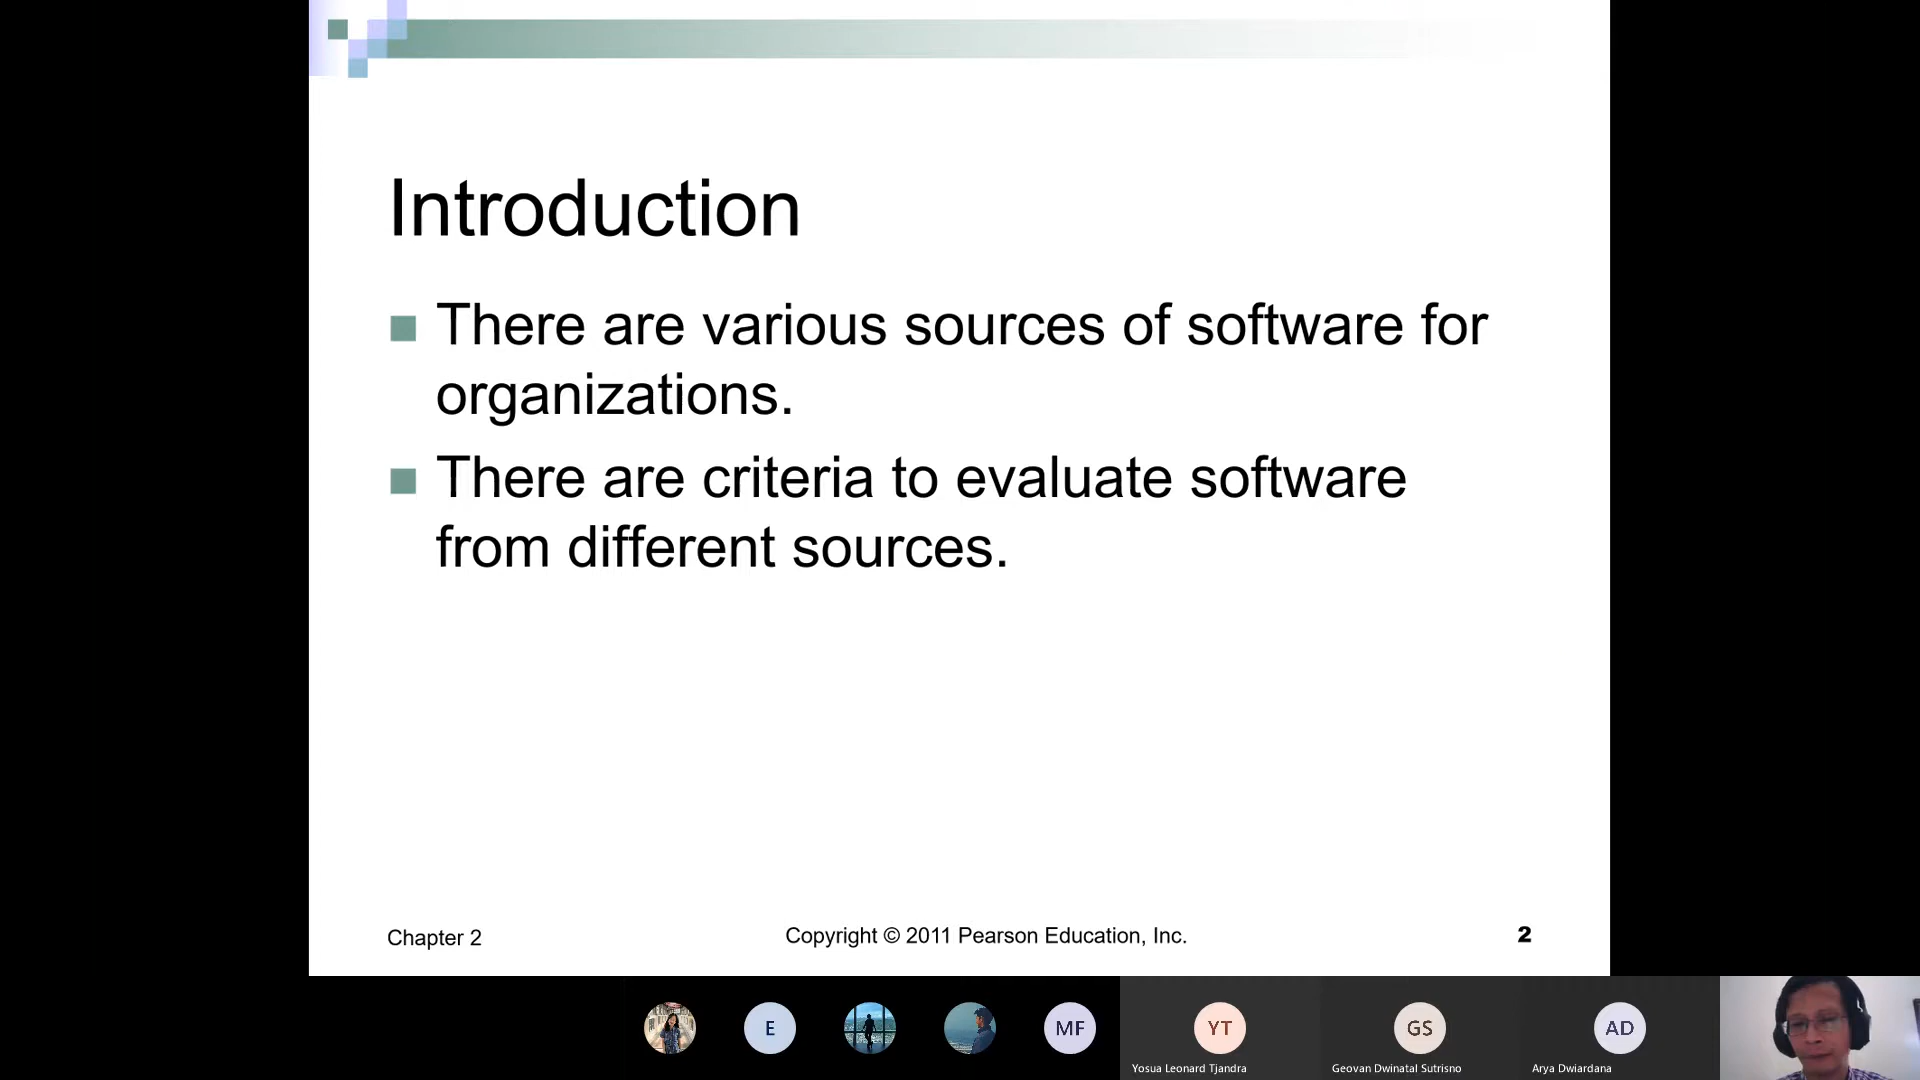 Introduction
There are various sources of software for
organizations.
There are criteria to evaluate software
from different sources.
Chapter 2
Copyright © 2011 Pearson Education, Inc.
2
E
MF
YT
GS
AD
Yosua Leonard Tjandra
Geovan Dwinatal Sutrisno
Arya Dwiardana